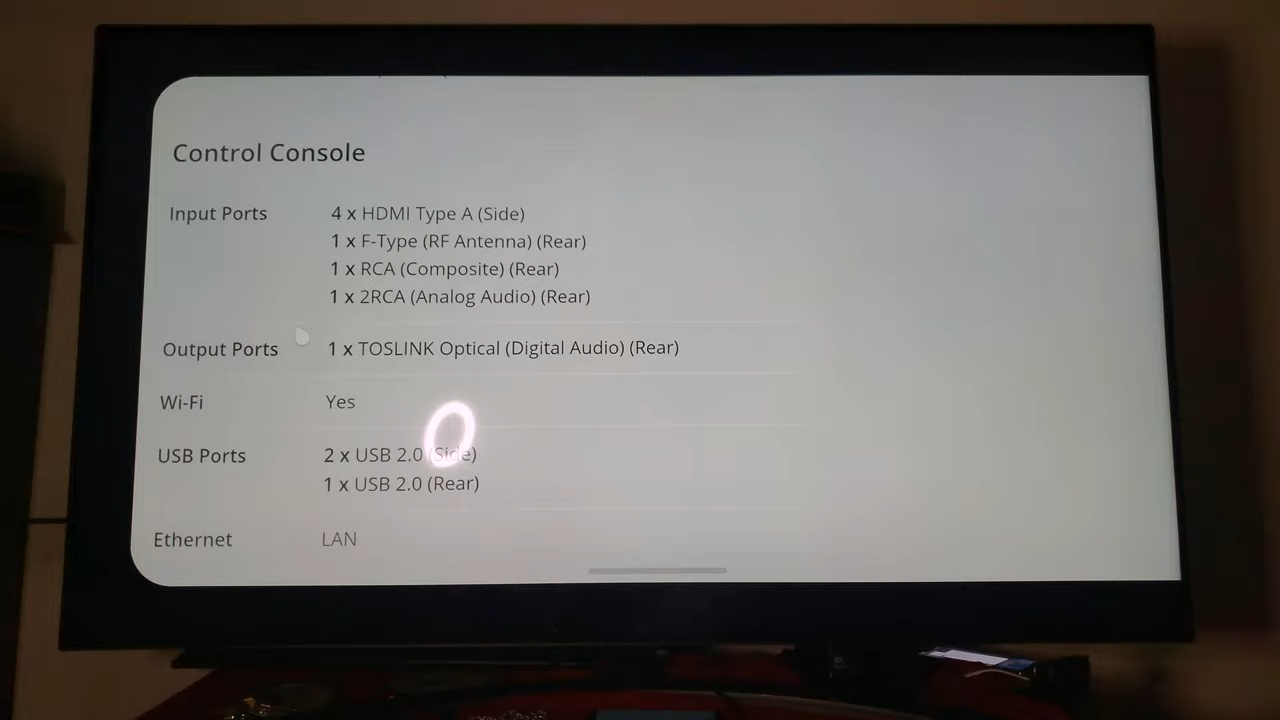 Control Console
Input Ports 4 x HDMI Type A (Side)
1 x F-Type (RF Antenna) (Rear)
1 x RCA (Composite) (Rear)
1 x 2RCA (Analog Audio) (Rear)
Output Ports 1 x TOSLINK Optical (Digital Audio) (Rear)
Wi-Fi Yes
USB Ports 2 x USB 2.0 (Side)
1 x USB 2.0 (Rear)
Ethernet LAN